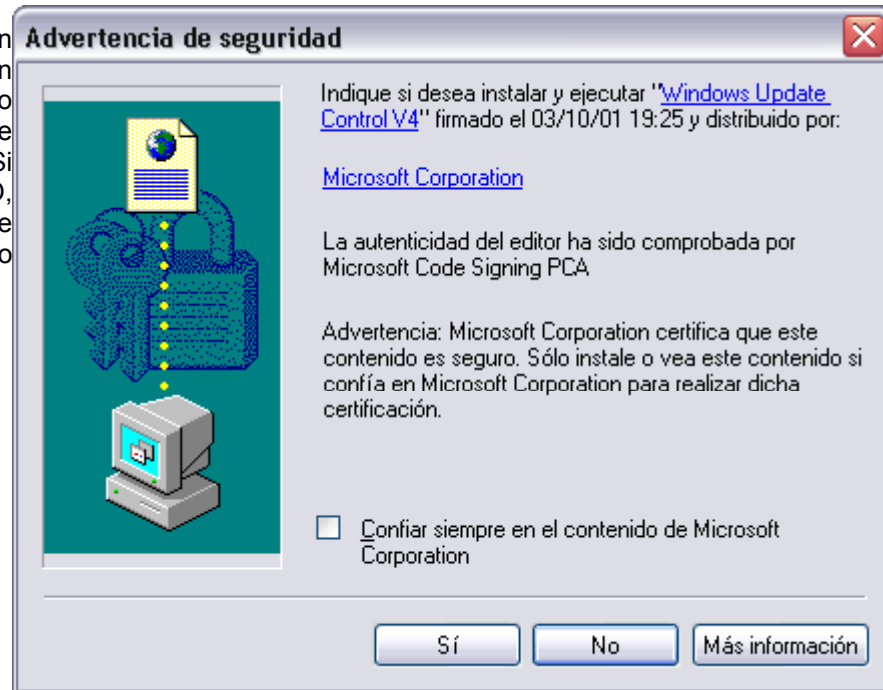 Advertencia de seguridad
n
n
o
e
Si
O,
e
o
Indique si desea instalar y ejecutar "Windows Update
Control V4" firmado el 03/10/01 19:25 y distribuido por:
Microsoft Corporation
La autenticidad del editor ha sido comprobada por
Microsoft Code Signing PCA
Advertencia: Microsoft Corporation certifica que este
contenido es seguro. Sólo instale o vea este contenido si
confía en Microsoft Corporation para realizar dicha
certificación.
Confiar siempre en el contenido de Microsoft
Corporation
Sí
No
Más información